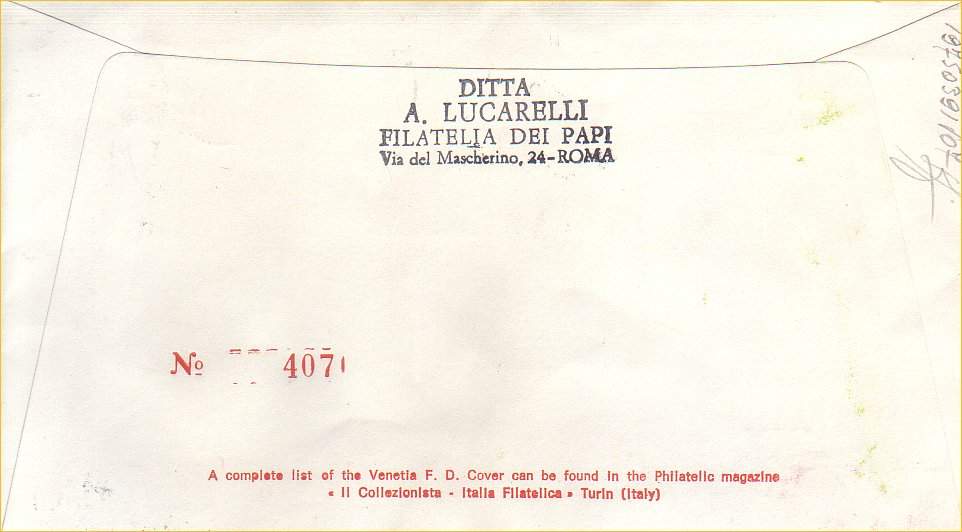 DITTA
A. LUCARELLI
FILATELIA DEI PAPI
Via del Mascherino, 24-ROMA
Nº 4071
A complete list of the Venetia F. D. Cover can be found in the Philatelic magazine
« Il Collezionista - Italia Filatelica » Turin (Italy)